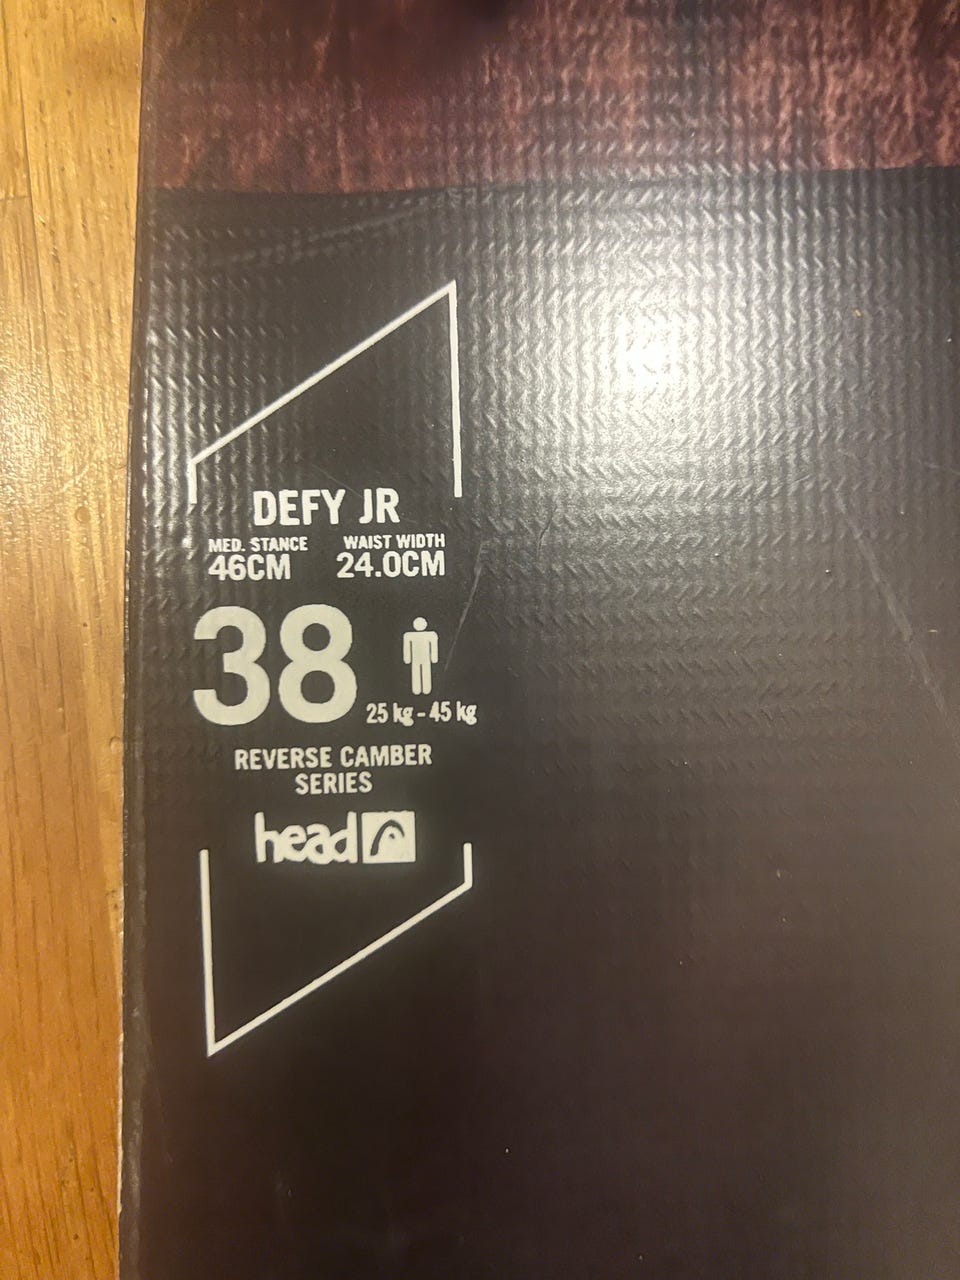 DEFY JR
MED. STANCE WAIST WIDTH
46CM 24.0CM
38
25 kg - 45 kg
REVERSE CAMBER
SERIES
head